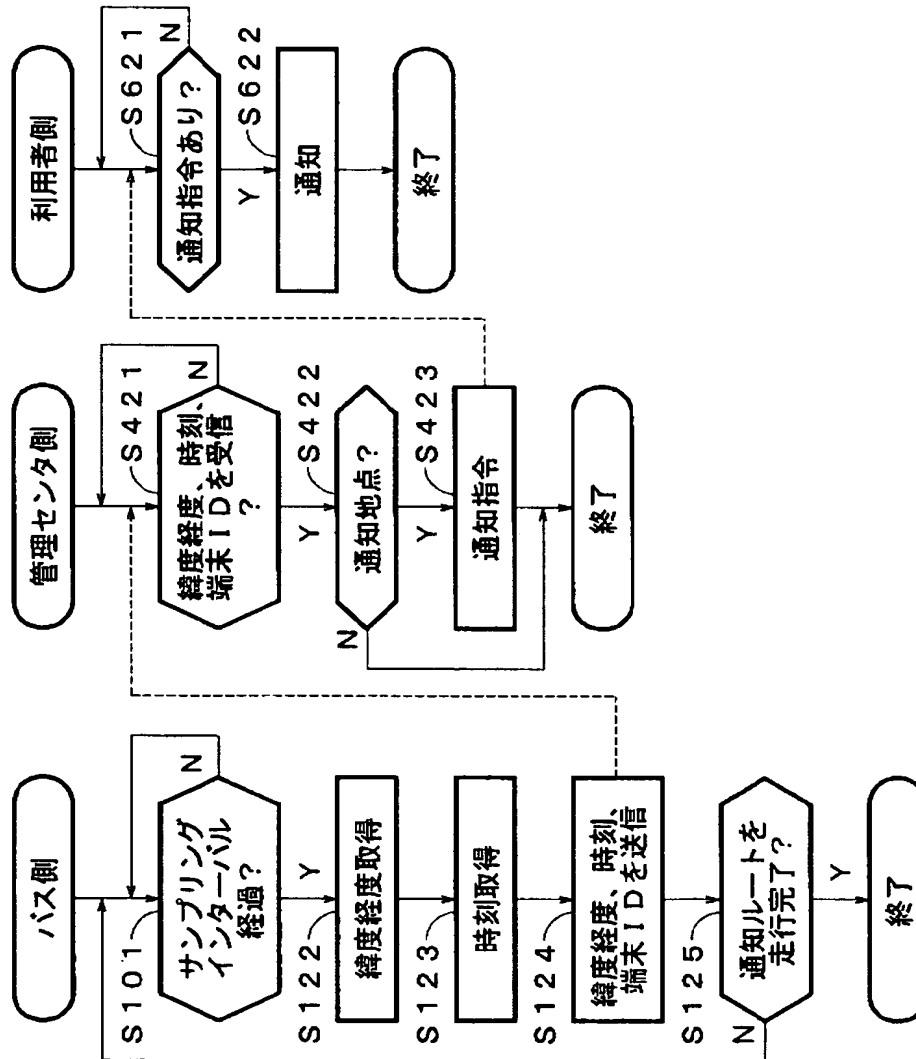 バス側
S101
サンプリング
インターバル
経過?
N
Y
S122
緯度経度取得
S123
時刻取得
S124
緯度経度、時刻、
端末IDを送信
S125
通知ルートを
走行完了?
N
Y
終了
管理センタ側
S421
緯度経度、時刻、
端末IDを受信
?
N
Y
S422
通知地点?
N
Y
S423
通知指令
終了
利用者側
S621
通知指令あり?
N
Y
S622
通知
終了